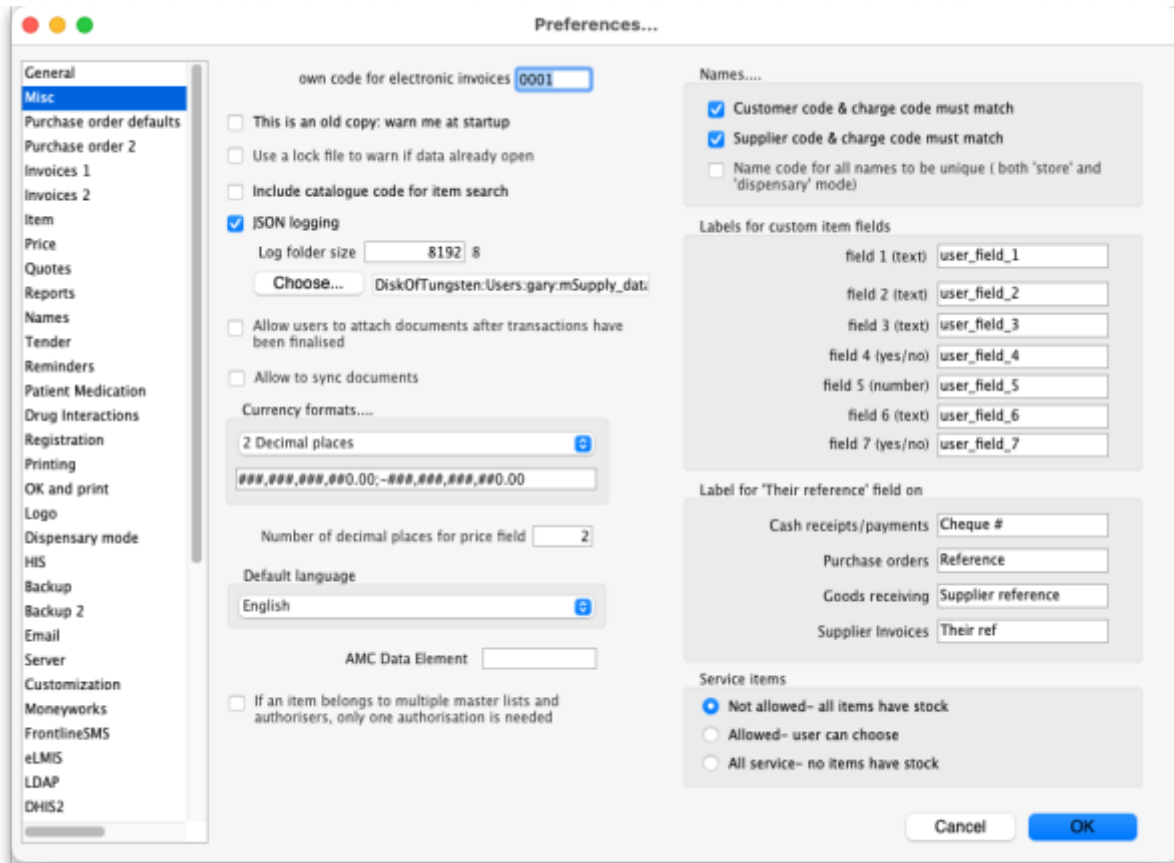 Preferences...
General
Misc
Purchase order defaults
Purchase order 2
Invoices 1
Invoices 2
Item
Price
Quotes
Reports
Names
Tender
Reminders
Patient Medication
Drug Interactions
Registration
Printing
OK and print
Logo
Dispensary mode
HIS
Backup
Backup 2
Email
Server
Customization
Moneyworks
FrontlineSMS
eLMIS
LDAP
DHIS2
own code for electronic invoices 0001
This is an old copy: warn me at startup
Use a lock file to warn if data already open
Include catalogue code for item search
JSON logging
Log folder size 8192 8
Choose... DiskOfTungsten:Users:gary:mSupply_data
Allow users to attach documents after transactions have
been finalised
Allow to sync documents
Currency formats....
2 Decimal places
###,###,###,##0.00;-###,###,###,##0.00
Number of decimal places for price field 2
Default language
English
AMC Data Element
If an item belongs to multiple master lists and
authorisers, only one authorisation is needed
Names....
Customer code & charge code must match
Supplier code & charge code must match
Name code for all names to be unique ( both 'store' and
'dispensary' mode)
Labels for custom item fields
field 1 (text) user_field_1
field 2 (text) user_field_2
field 3 (text) user_field_3
field 4 (yes/no) user_field_4
field 5 (number) user_field_5
field 6 (text) user_field_6
field 7 (yes/no) user_field_7
Label for 'Their reference' field on
Cash receipts/payments Cheque #
Purchase orders Reference
Goods receiving Supplier reference
Supplier Invoices Their ref
Service items
Not allowed- all items have stock
Allowed- user can choose
All service- no items have stock
Cancel OK